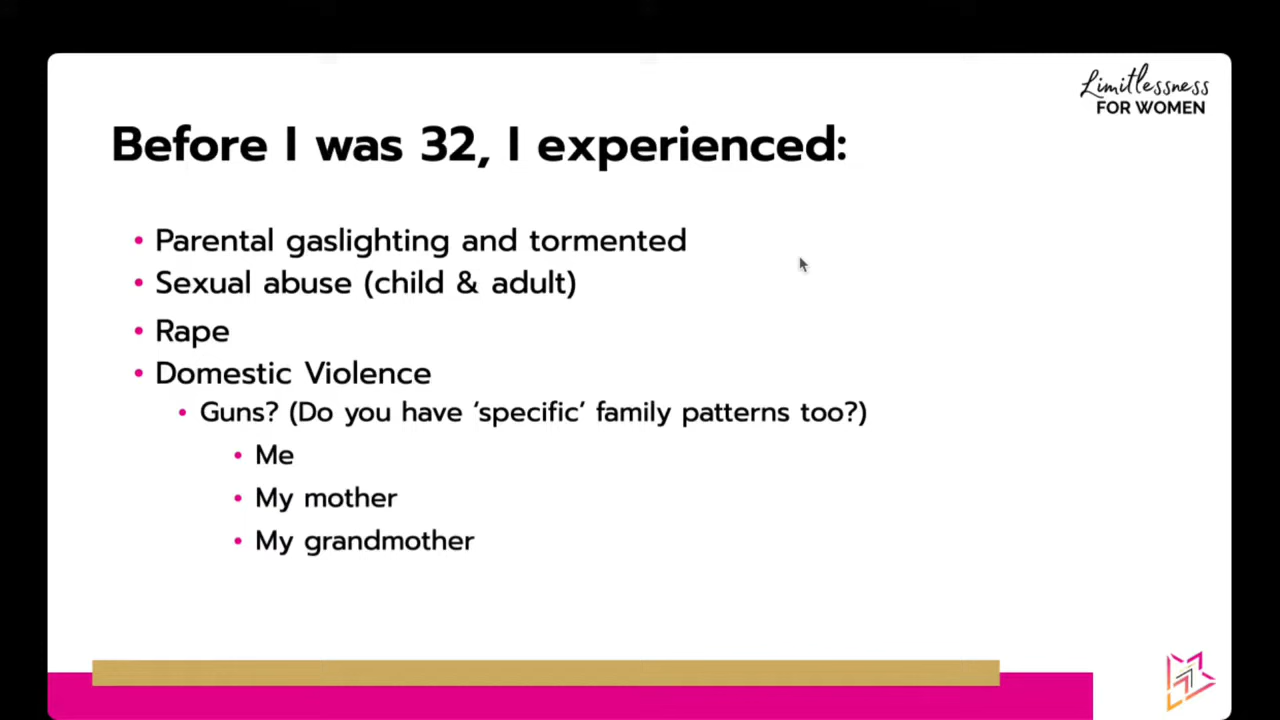 Limitlessness
FOR WOMEN
Before I was 32, I experienced:
• Parental gaslighting and tormented
• Sexual abuse (child & adult)
• Rape
• Domestic Violence
• Guns? (Do you have ‘specific’ family patterns too?)
• Me
• My mother
• My grandmother